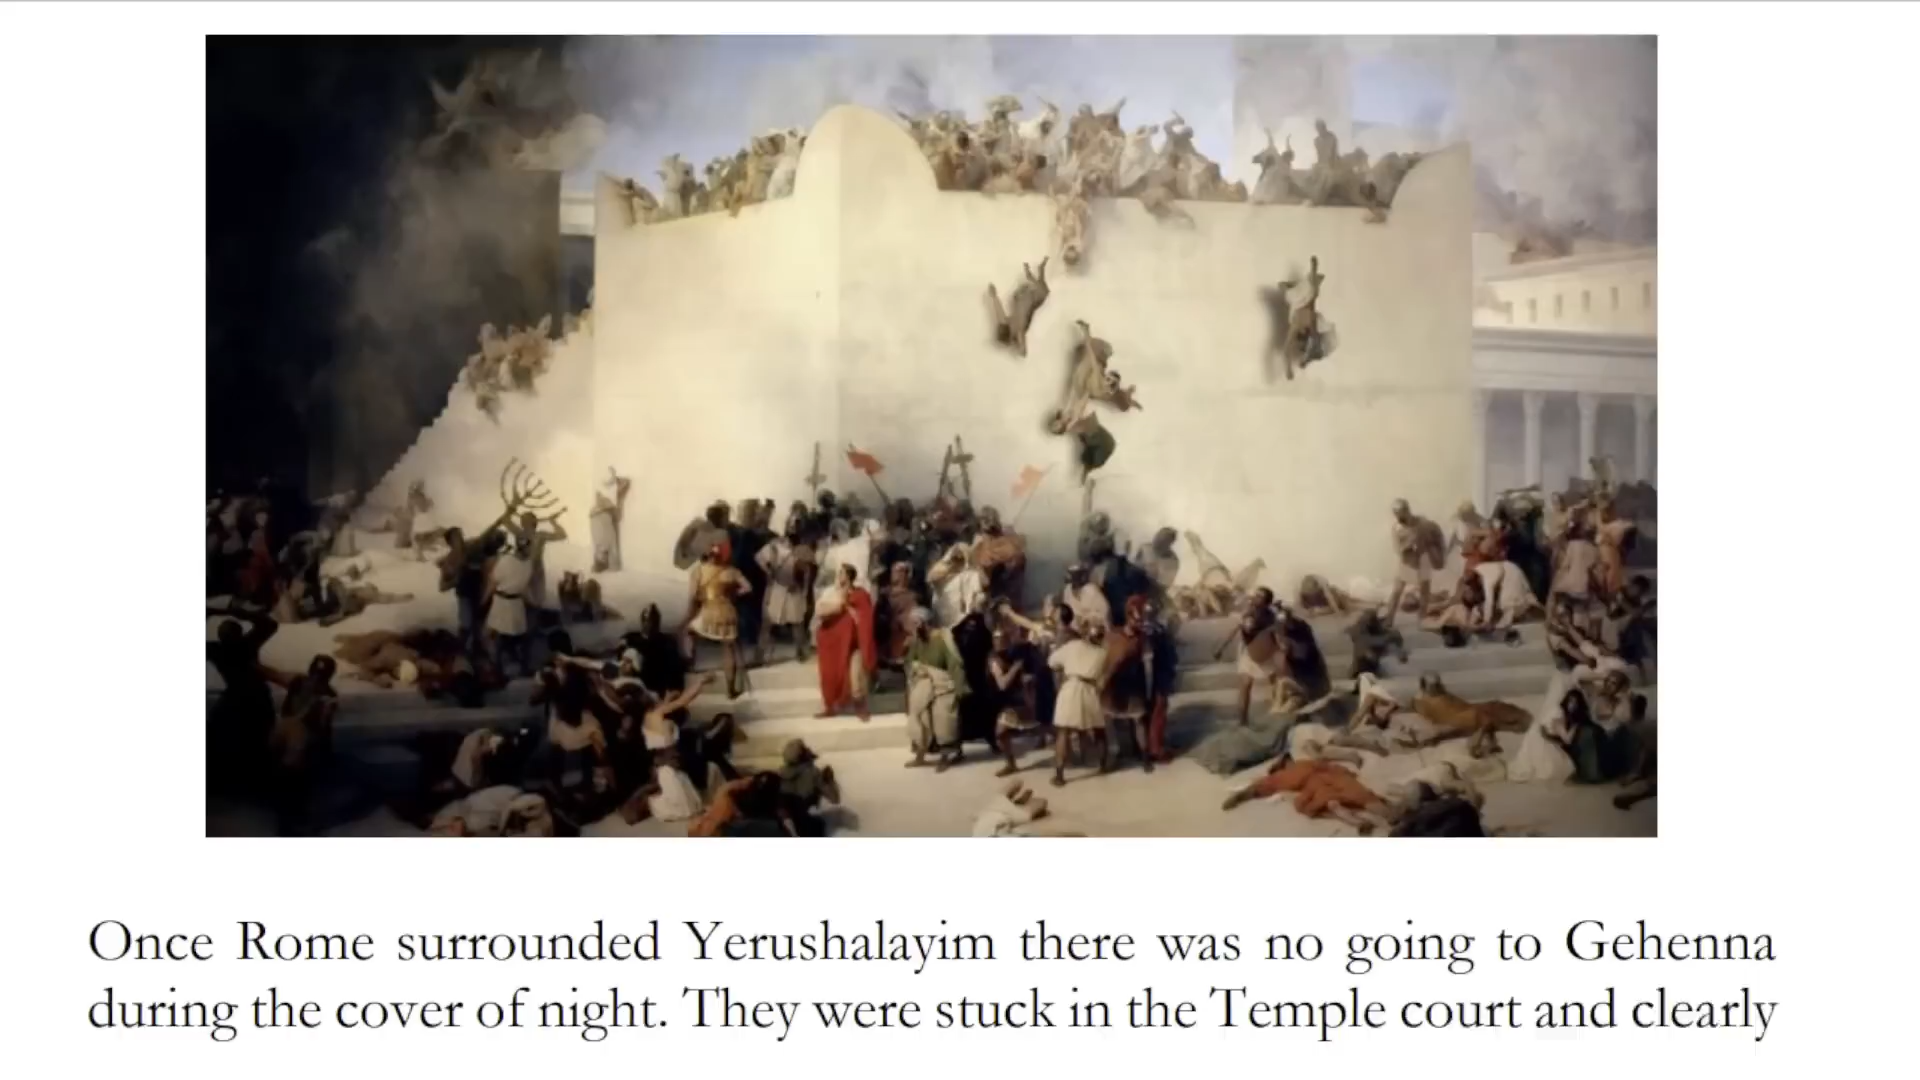 Once Rome surrounded Yerushalayim there was no going to Gehenna
during the cover of night. They were stuck in the Temple court and clearly